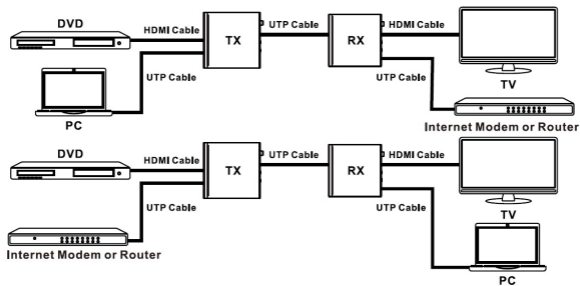 DVD
HDMI Cable
TX
UTP Cable
RX
HDMI Cable
TV
UTP Cable
PC
UTP Cable
Internet Modem or Router
DVD
HDMI Cable
TX
UTP Cable
RX
HDMI Cable
TV
UTP Cable
Internet Modem or Router
UTP Cable
PC